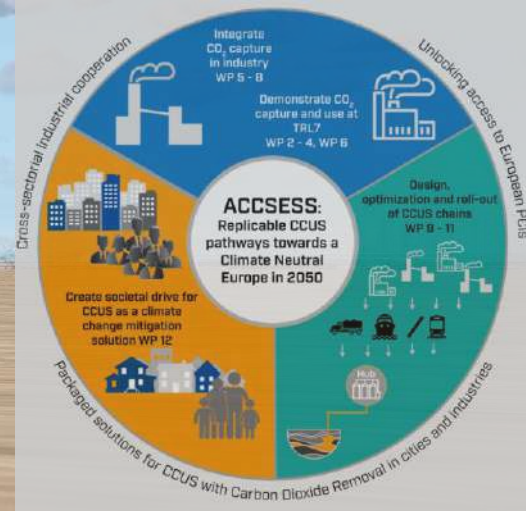 Cross-sectorial industrial cooperation
Unlocking access to European PCIs
Integrate
CO₂ capture
in industry
WP 5 - 8
Demonstrate CO₂
capture and use at
TRL7
WP 2 - 4, WP 6
Design,
optimization and roll-out
of CCUS chains
WP 9 - 11
ACCSESS:
Replicable CCUS
pathways towards a
Climate Neutral
Europe in 2050
Create societal drive for
CCUS as a climate
change mitigation
solution WP 12
Hub
Packaged solutions for CCUS with Carbon Dioxide Removal in cities and industries